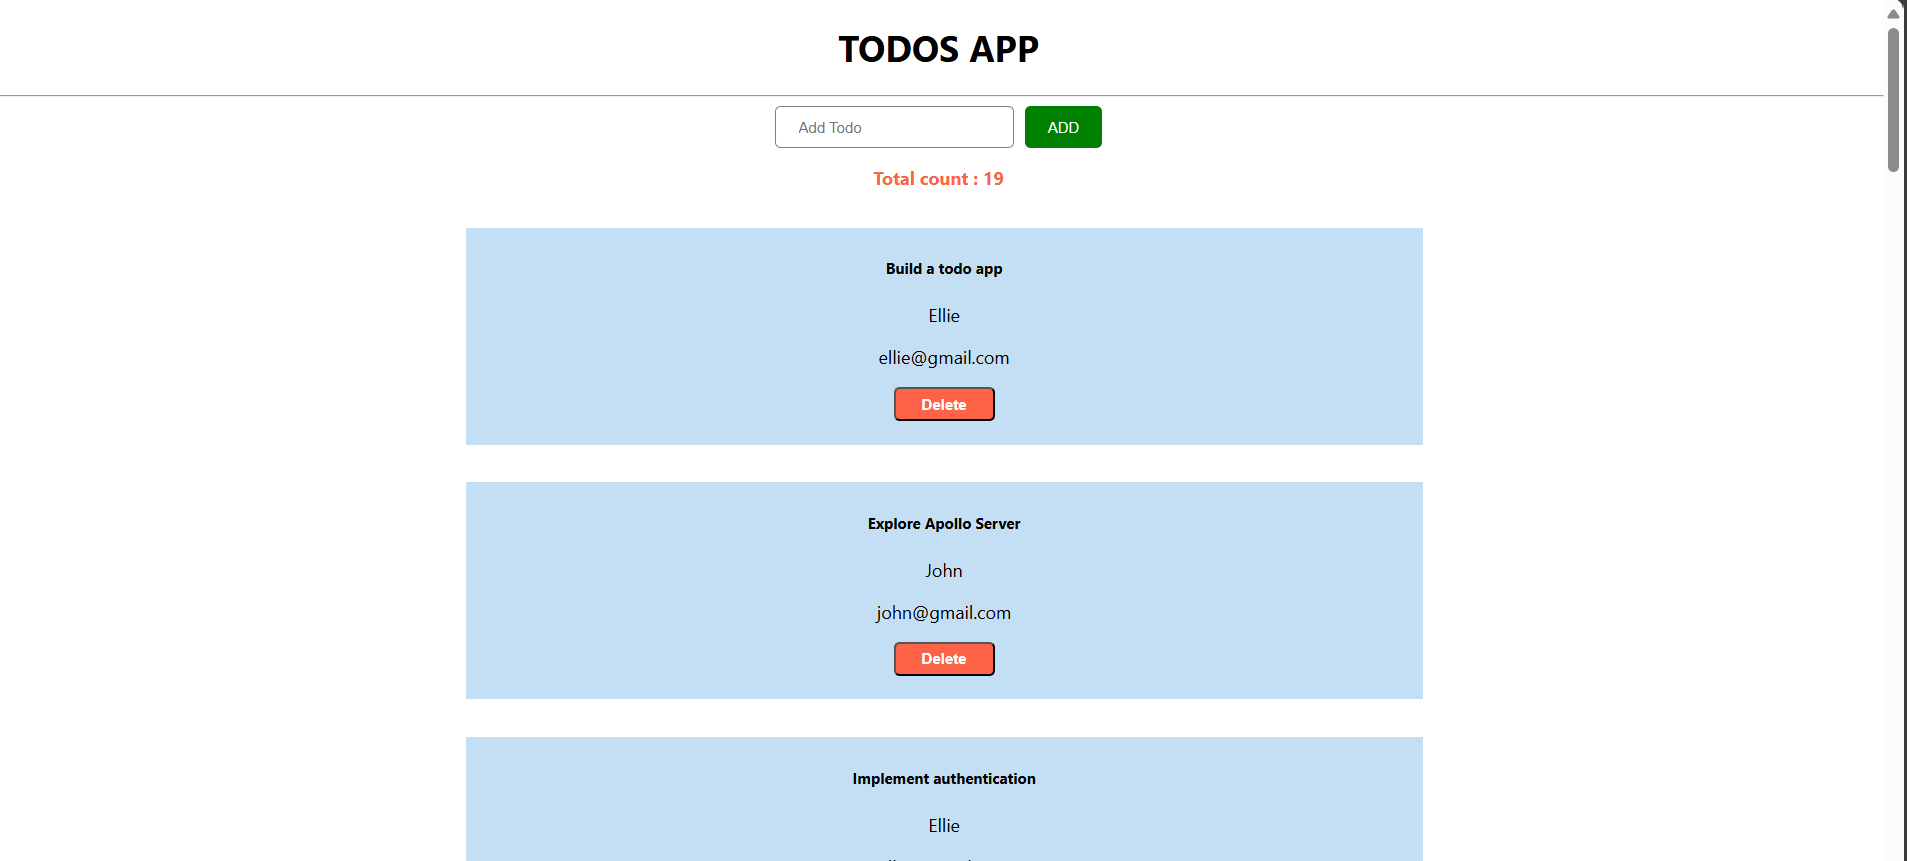 TODOS APP
Add Todo
ADD
Total count : 19
Build a todo app
Ellie
ellie@gmail.com
Delete
Explore Apollo Server
John
john@gmail.com
Delete
Implement authentication
Ellie